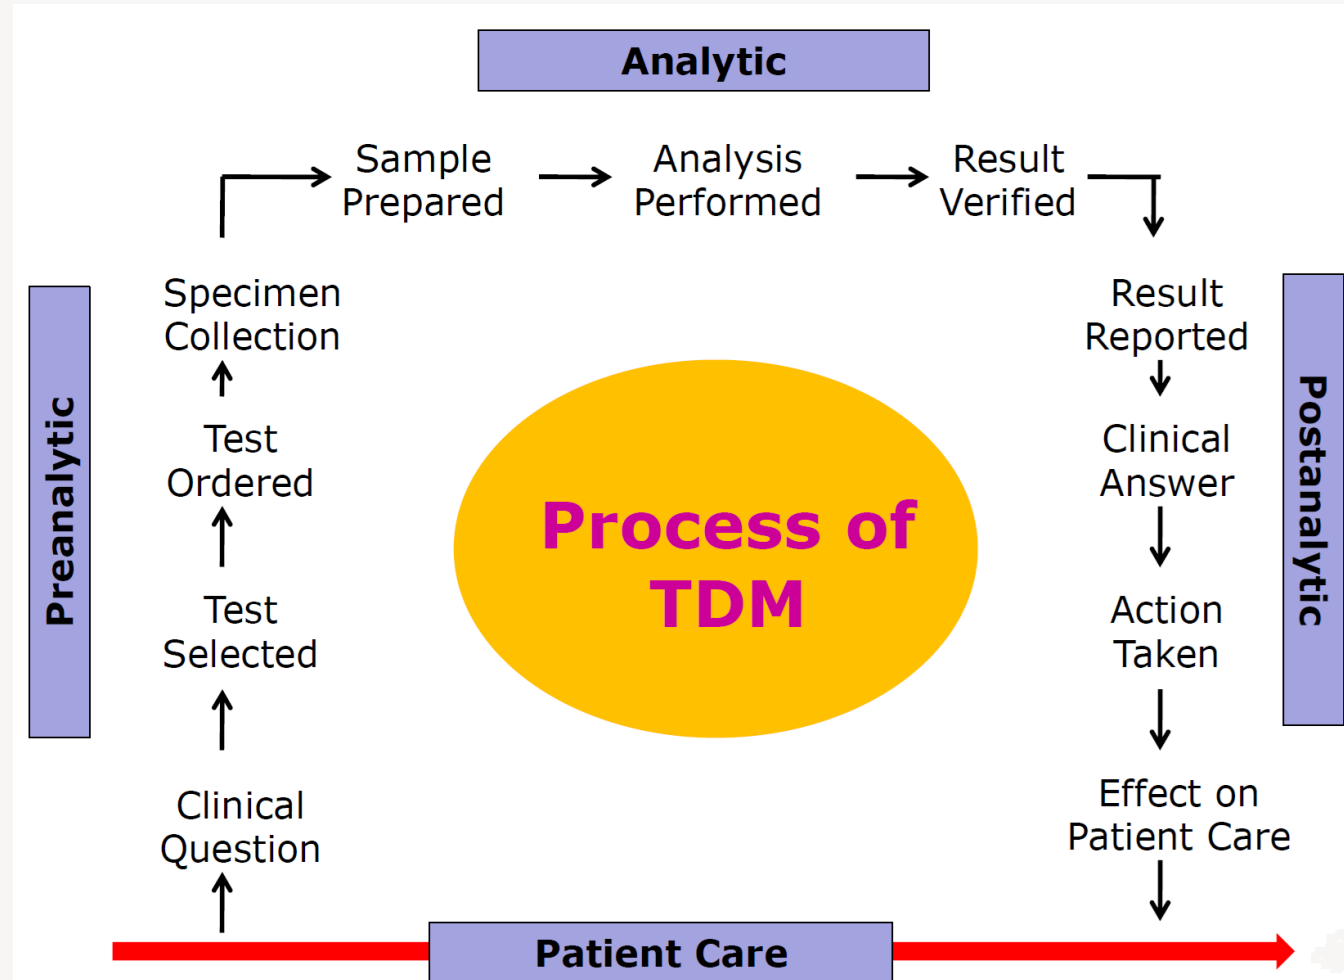 Analytic
Sample
Prepared
Analysis
Performed
Result
Verified
Specimen
Collection
Result
Reported
Preanalytic
Postanalytic
Test
Ordered
Clinical
Answer
Process of
TDM
Test
Selected
Action
Taken
Clinical
Question
Effect on
Patient Care
Patient Care